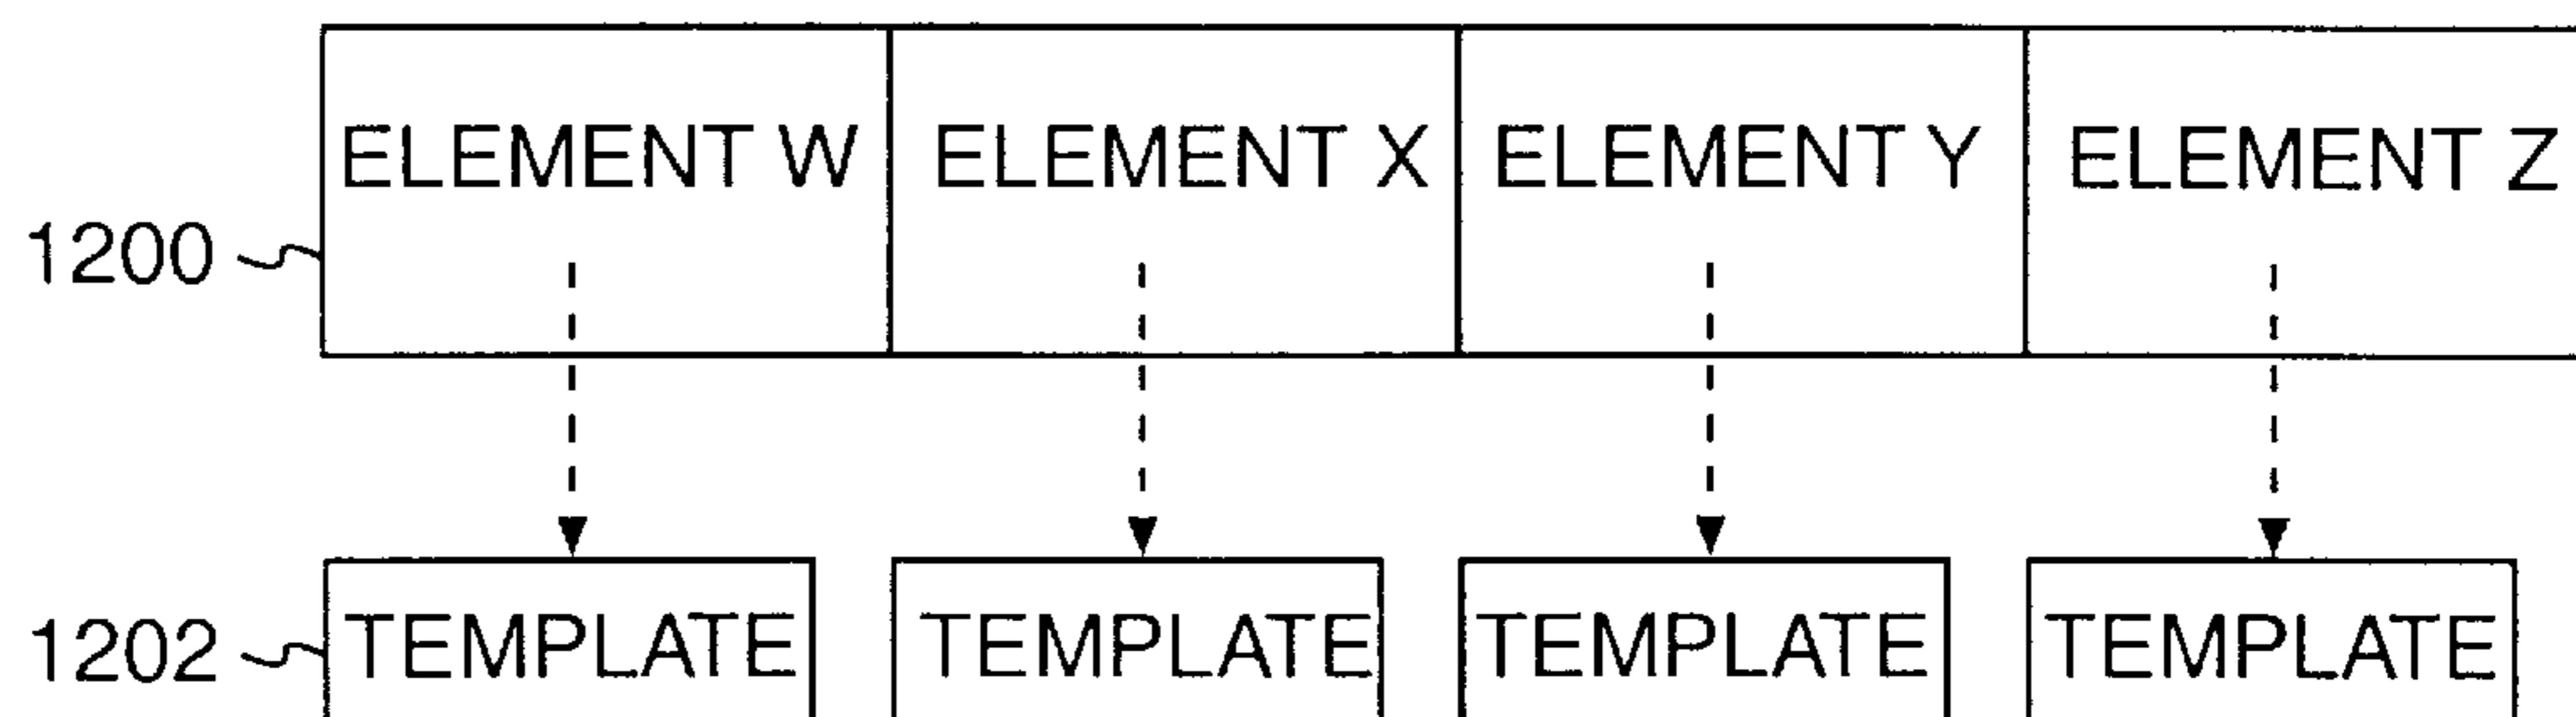 ELEMENT W ELEMENT X ELEMENT Y ELEMENT Z
1200
1202 TEMPLATE TEMPLATE TEMPLATE TEMPLATE